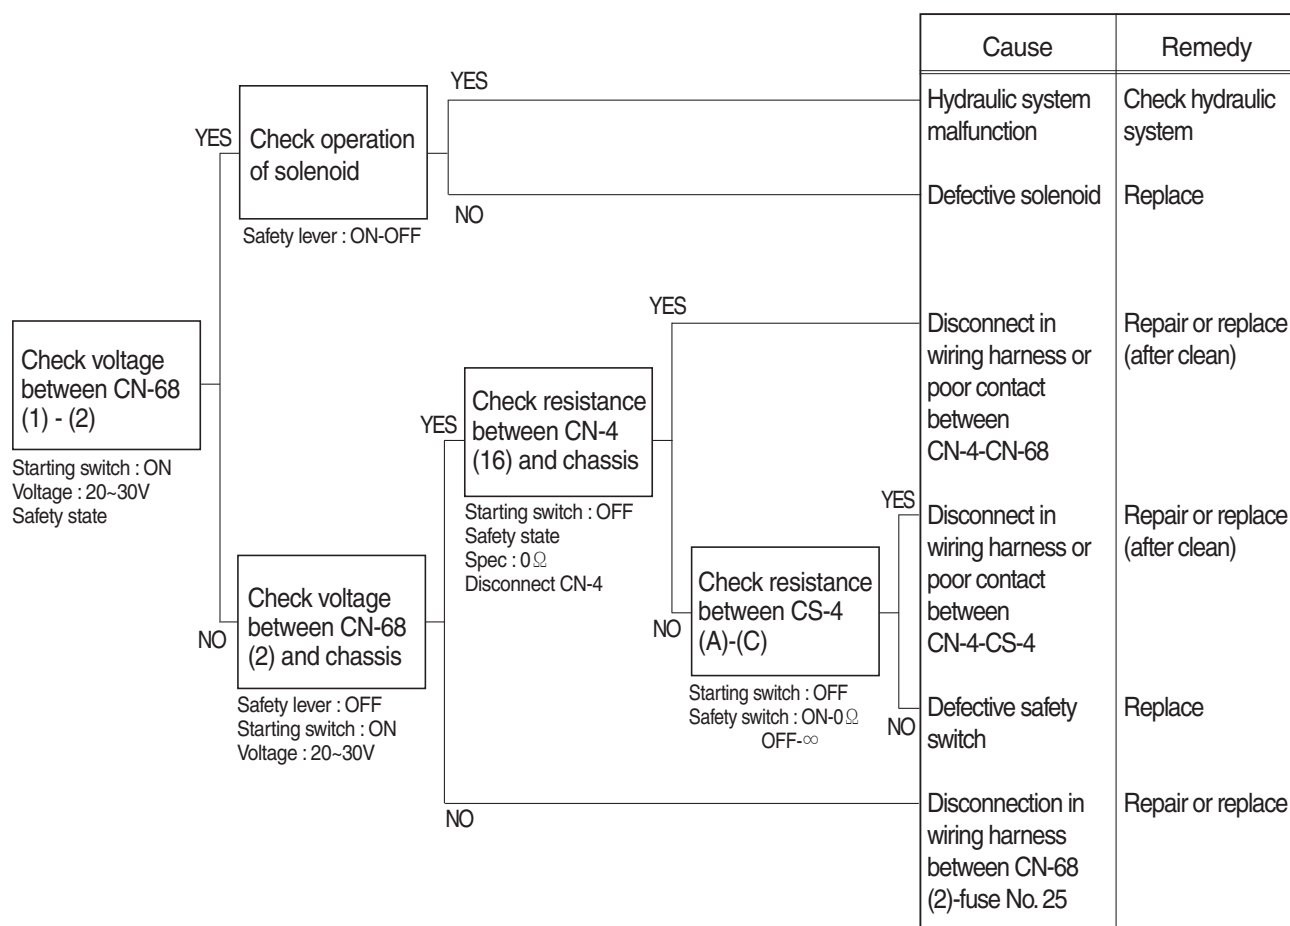 Cause
Remedy
YES
Hydraulic system
malfunction
Check hydraulic
system
YES
Check operation
of solenoid
Defective solenoid
Replace
NO
Safety lever : ON-OFF
YES
Disconnect in
wiring harness or
poor contact
between
CN-4-CN-68
Repair or replace
(after clean)
Check voltage
between CN-68
(1) - (2)
YES
Check resistance
between CN-4
(16) and chassis
Starting switch : ON
Voltage : 20~30V
Safety state
Starting switch : OFF
Safety state
Spec : 0Ω
Disconnect CN-4
YES
Disconnect in
wiring harness or
poor contact
between
CN-4-CS-4
Repair or replace
(after clean)
NO
Check voltage
between CN-68
(2) and chassis
NO
Check resistance
between CS-4
(A)-(C)
Safety lever : OFF
Starting switch : ON
Voltage : 20~30V
Starting switch : OFF
Safety switch : ON-0Ω
OFF-∞
NO
Defective safety
switch
Replace
NO
Disconnection in
wiring harness
between CN-68
(2)-fuse No. 25
Repair or replace